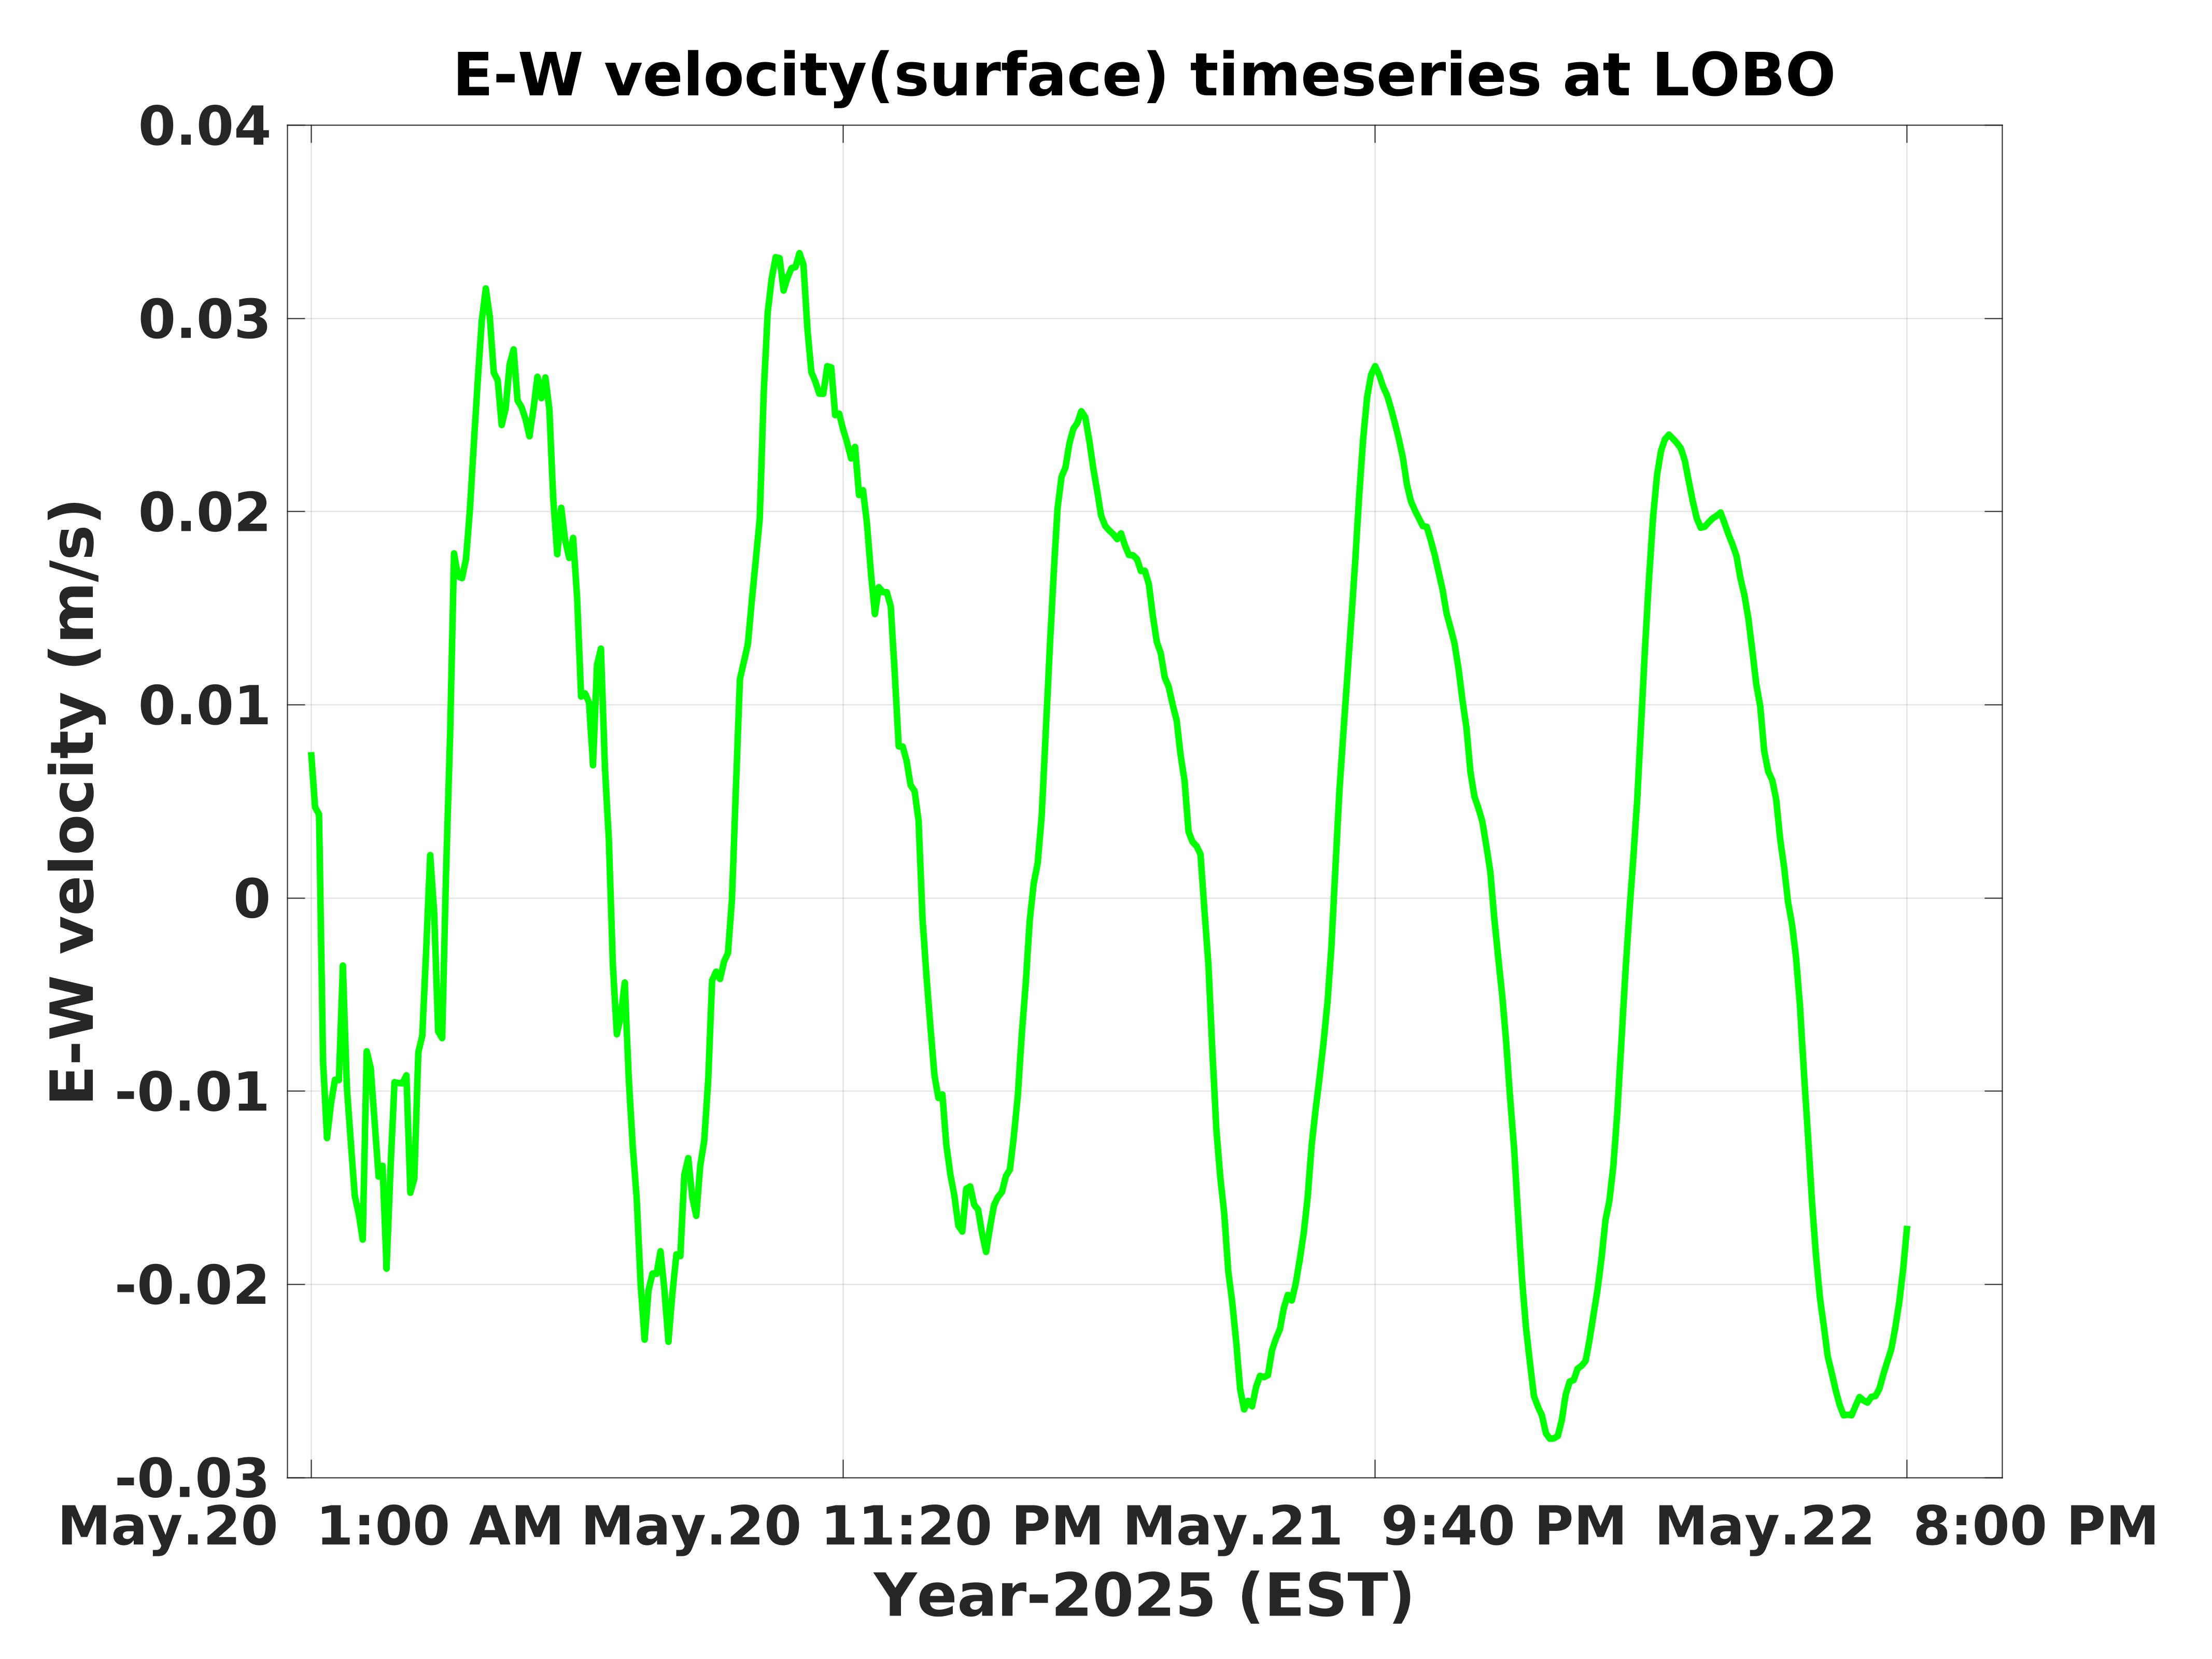 E-W velocity(surface) timeseries at LOBO
0.04
0.03
0.02
0.01
0
-0.01
-0.02
-0.03
E-W velocity (m/s)
May.20 1:00 AM May.20 11:20 PM May.21 9:40 PM May.22 8:00 PM
Year-2025 (EST)